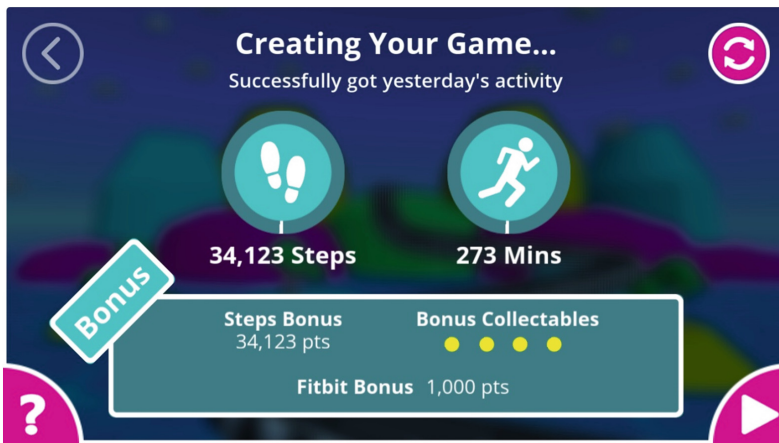 Creating Your Game...
Successfully got yesterday's activity
34,123 Steps
273 Mins
Bonus
Steps Bonus
34,123 pts
Bonus Collectables
Fitbit Bonus 1,000 pts
?